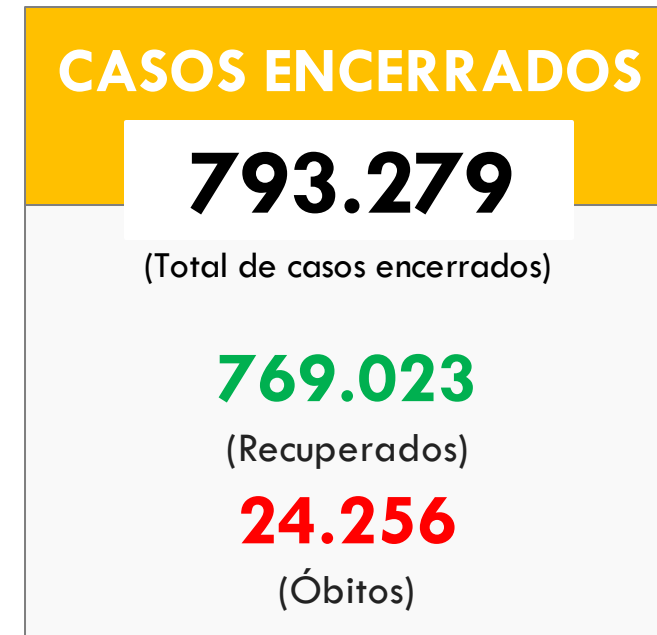 CASOS ENCERRADOS
793.279
(Total de casos encerrados)
769.023
(Recuperados)
24.256
(Óbitos)